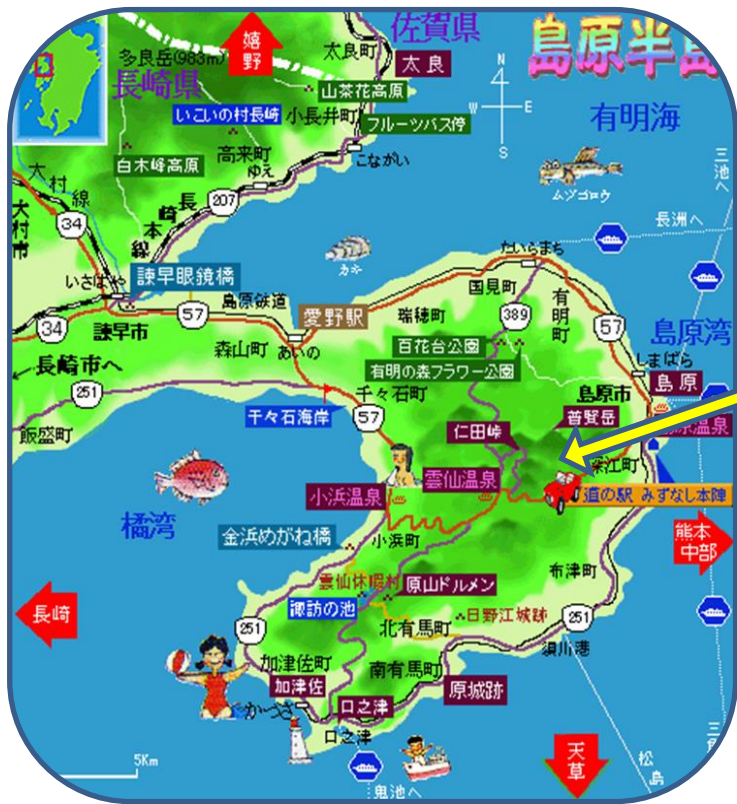 佐賀県
島原半島
嬉野
太良町
多良岳(983m)
太良
長崎県
山茶花高原
いこいの村長崎
小長井町
フルーツバス停
N
W
E
S
有明海
白木峰高原
高来町
ゆえ
こながい
三池へ
ムツゴロウ
大村線
長崎本線
207
34
大村市
カキ
長洲へ
いさはや
諫早眼鏡橋
たいらまち
国見町
有明町
島原鉄道
57
愛野駅
瑞穂町
389
57
島原湾
34
諫早市
森山町
あいの
百花台公園
有明の森フラワー公園
しまばら
長崎市へ
251
千々石町
島原市
島原
飯盛町
千々石海岸
57
仁田峠
普賢岳
島原温泉
深江町
雲仙温泉
小浜温泉
道の駅 みずなし本陣
橘湾
金浜めがね橋
小浜町
熊本
中部
雲仙休暇村
原山ドルメン
布津町
諏訪の池
長崎
251
北有馬町
日野江城跡
251
須川港
加津佐町
南有馬町
加津佐
原城跡
かづさ
口之津
口之津
天草
5Km
鬼池へ
松島
三角